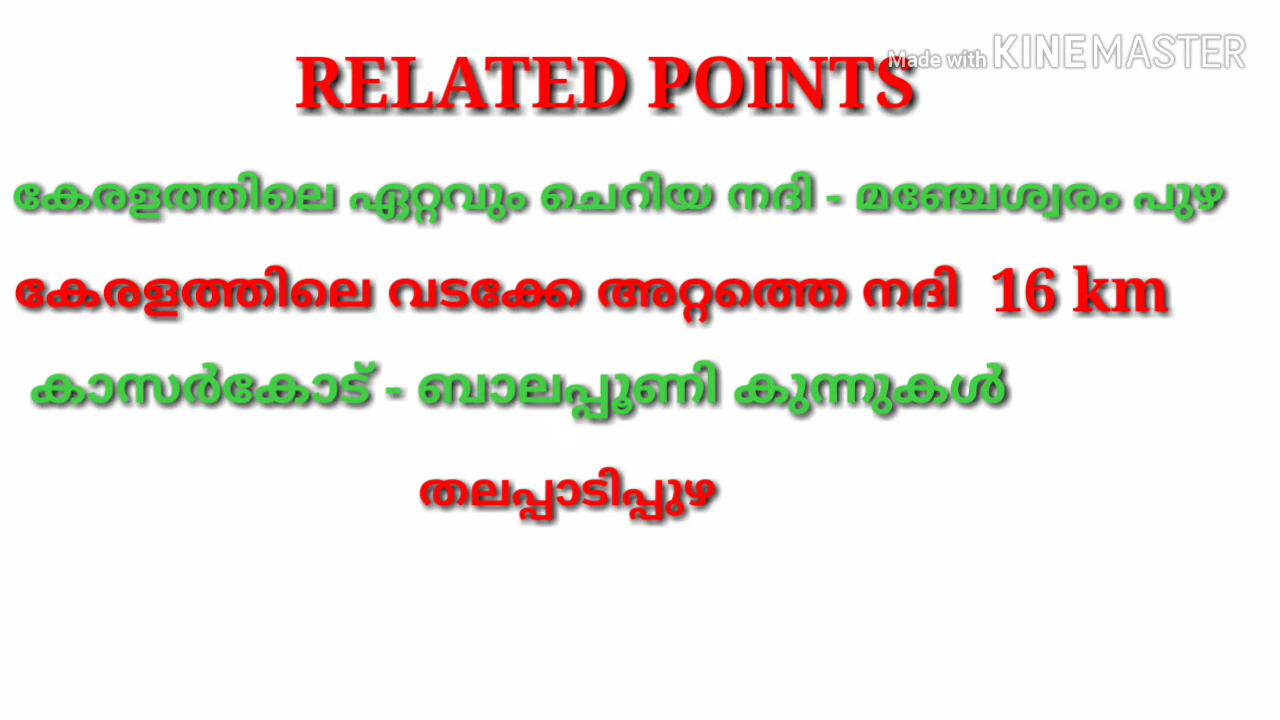 Made with KINEMASTER
RELATED POINTS
കേരളത്തിലെ ഏറ്റവും ചെറിയ നദി - മഞ്ചേശ്വരം പുഴ
കേരളത്തിലെ വടക്കേ അറ്റത്തെ നദി 16 km
കാസർകോട് - ബാലപ്പൂണി കുന്നുകൾ
തലപ്പാടിപ്പുഴ